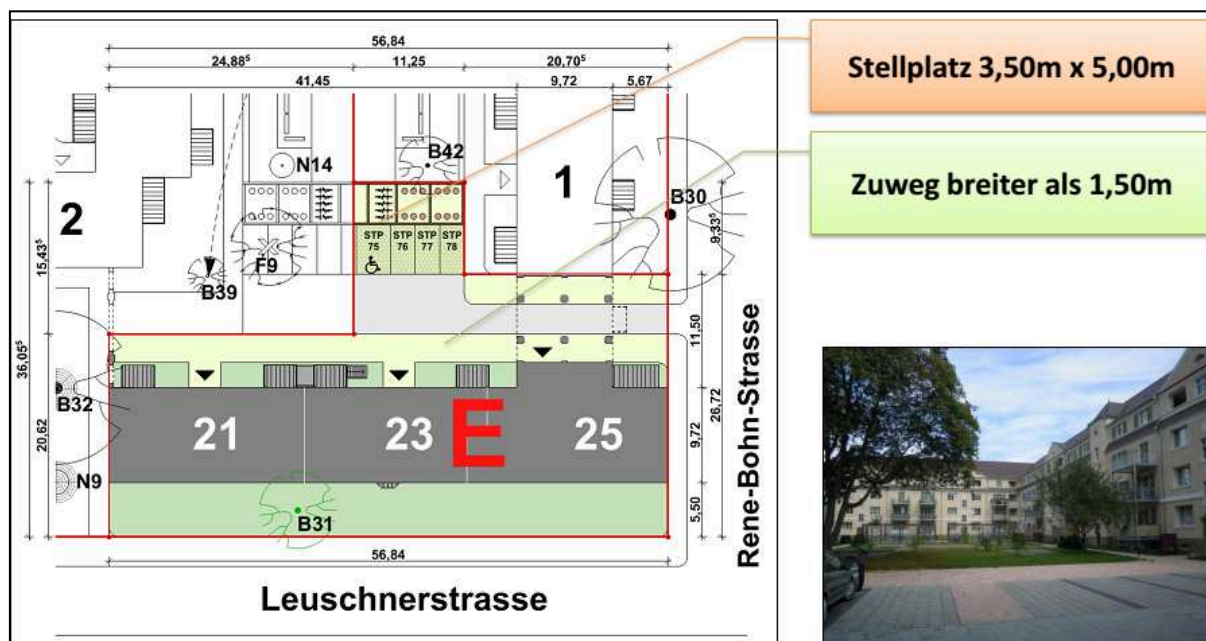 56,84
24,88⁵ 11,25 20,70⁵
41,45 9,72 5,67
Stellplatz 3,50m x 5,00m
Zuweg breiter als 1,50m
N14
B42
1
B30
2
9,33⁵
15,43⁵
STP 75
STP 76
STP 77
STP 78
F9
B39
11,50
36,05⁵
B32
20,62
21 23 E 25
9,72
26,72
N9
B31
5,50
56,84
Rene-Bohn-Strasse
Leuschnerstrasse